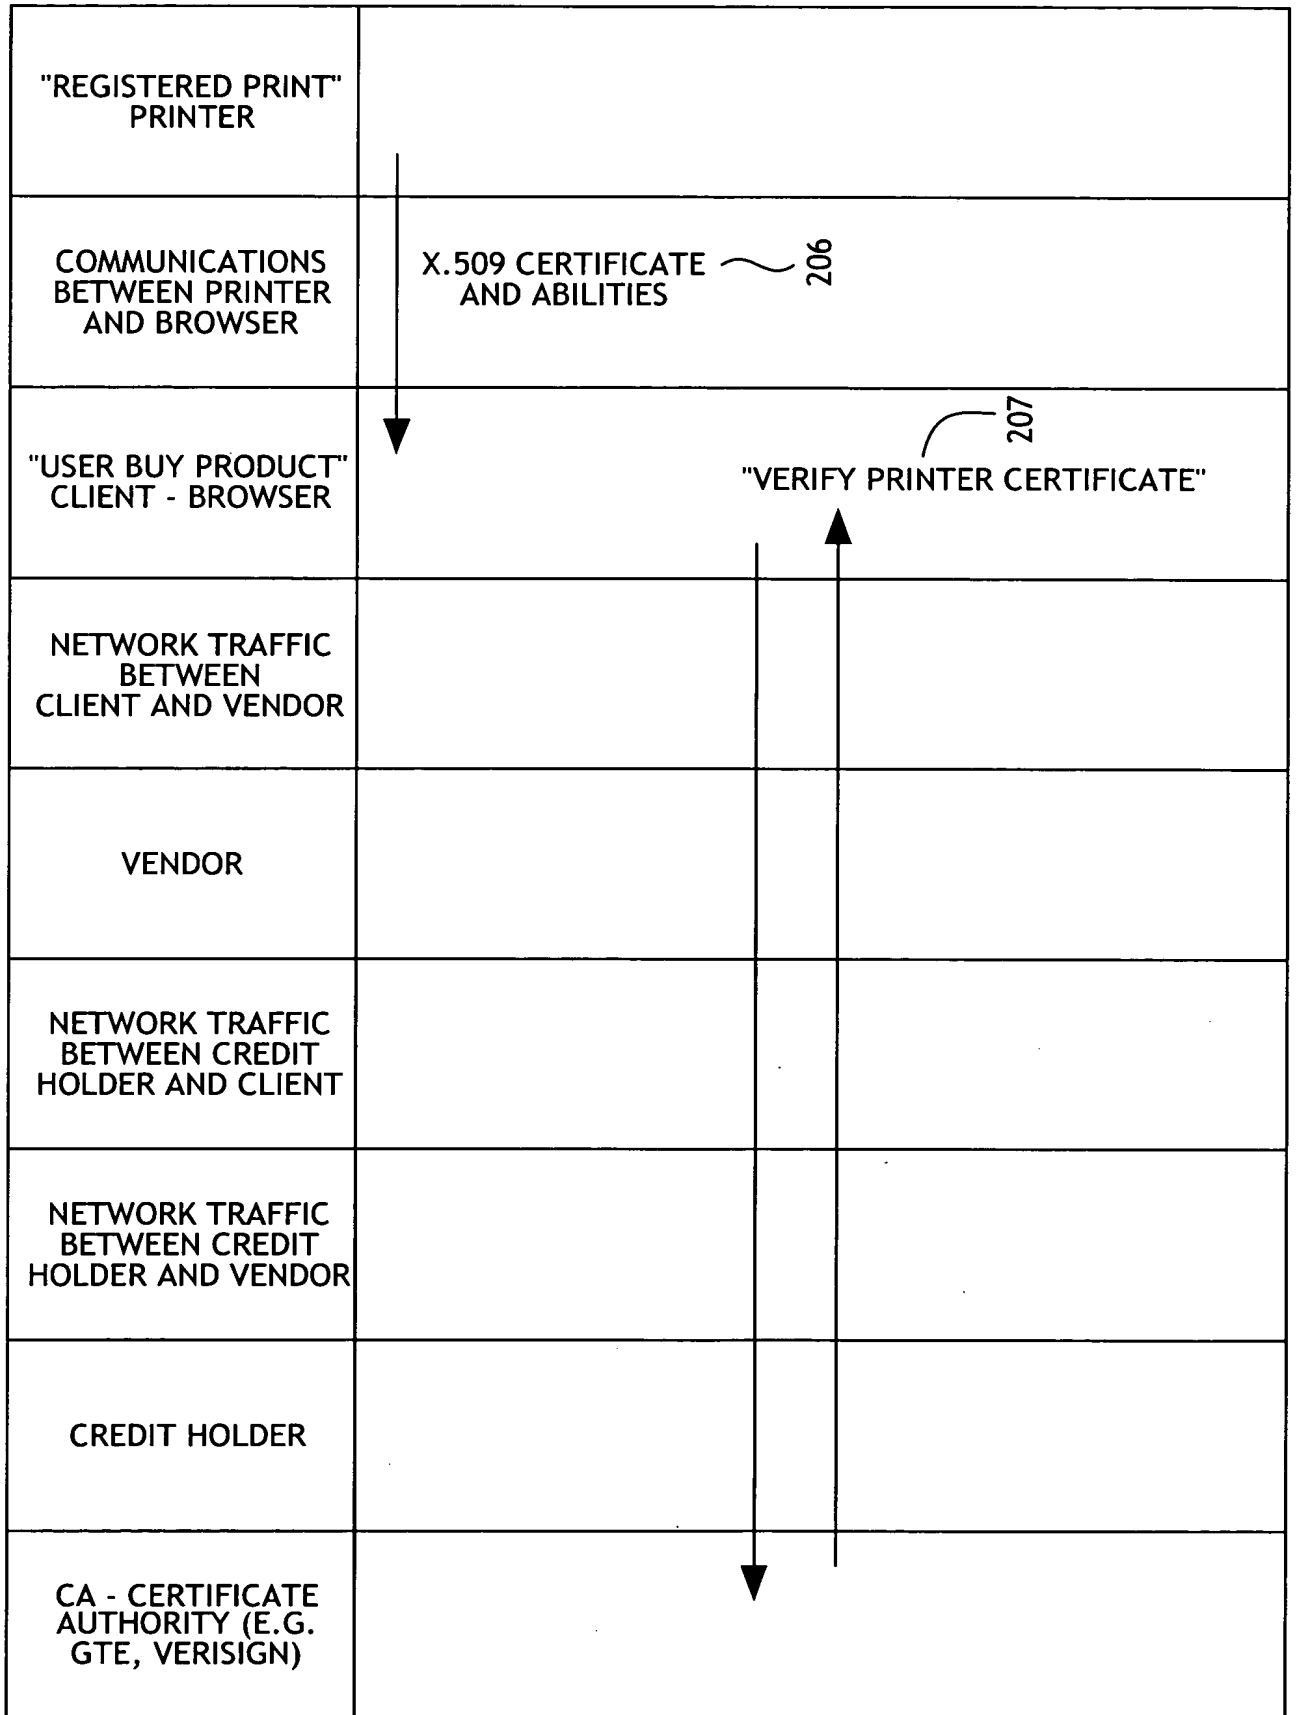 "REGISTERED PRINT"
PRINTER
COMMUNICATIONS
BETWEEN PRINTER
AND BROWSER
X.509 CERTIFICATE
AND ABILITIES
206
"USER BUY PRODUCT"
CLIENT - BROWSER
207
"VERIFY PRINTER CERTIFICATE"
NETWORK TRAFFIC
BETWEEN
CLIENT AND VENDOR
VENDOR
NETWORK TRAFFIC
BETWEEN CREDIT
HOLDER AND CLIENT
NETWORK TRAFFIC
BETWEEN CREDIT
HOLDER AND VENDOR
CREDIT HOLDER
CA - CERTIFICATE
AUTHORITY (E.G.
GTE, VERISIGN)